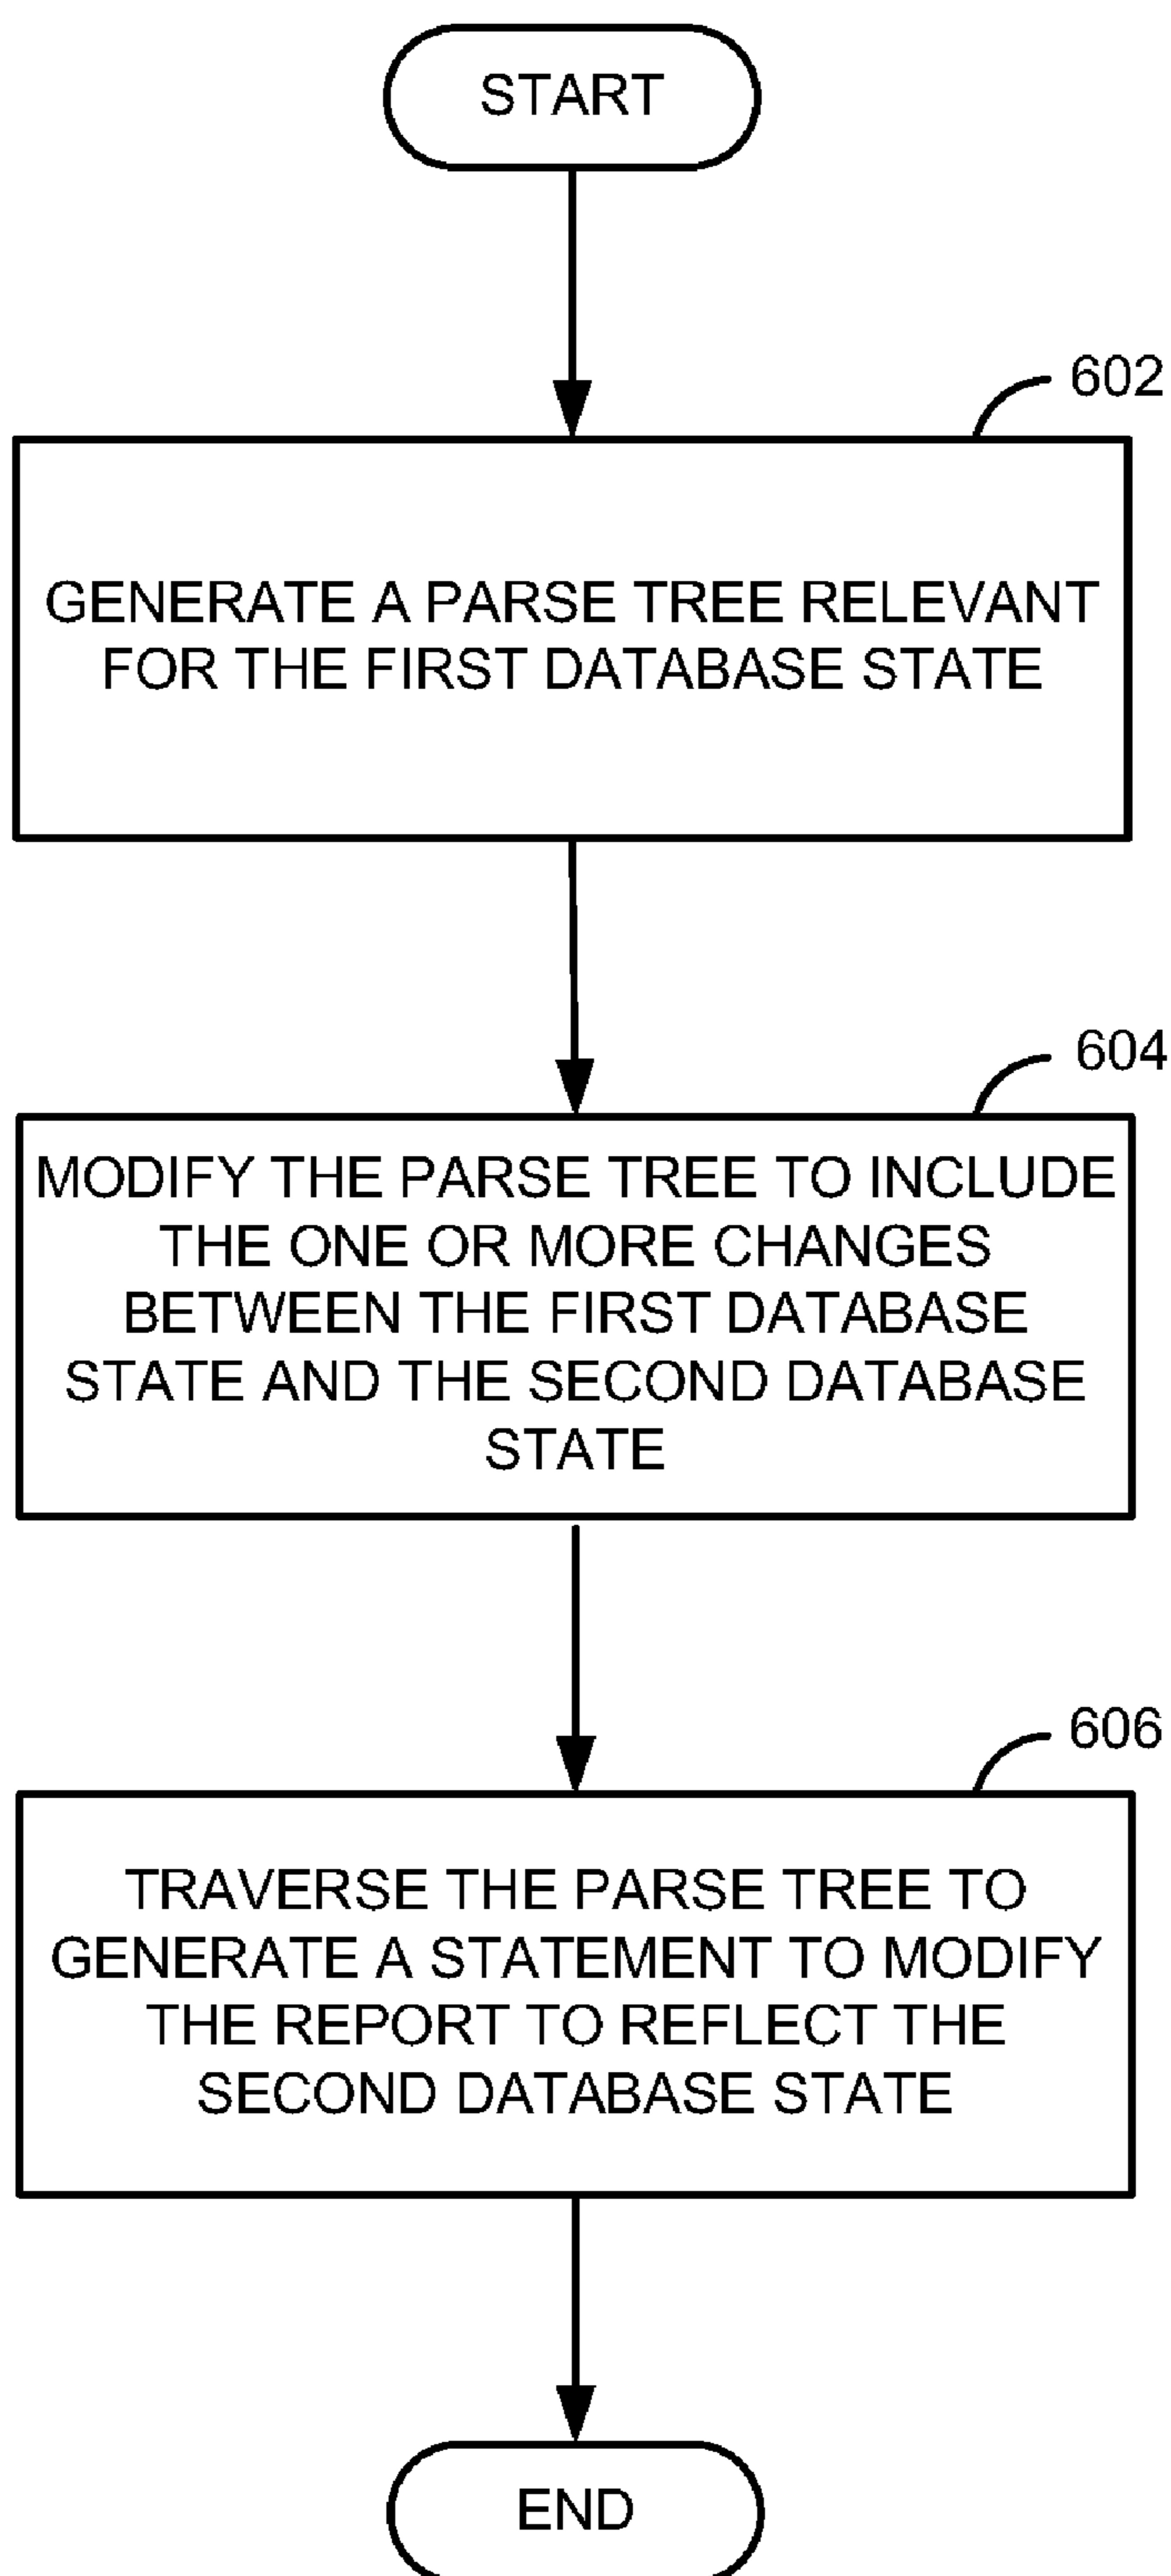 START
602
GENERATE A PARSE TREE RELEVANT
FOR THE FIRST DATABASE STATE
604
MODIFY THE PARSE TREE TO INCLUDE
THE ONE OR MORE CHANGES
BETWEEN THE FIRST DATABASE
STATE AND THE SECOND DATABASE
STATE
606
TRAVERSE THE PARSE TREE TO
GENERATE A STATEMENT TO MODIFY
THE REPORT TO REFLECT THE
SECOND DATABASE STATE
END